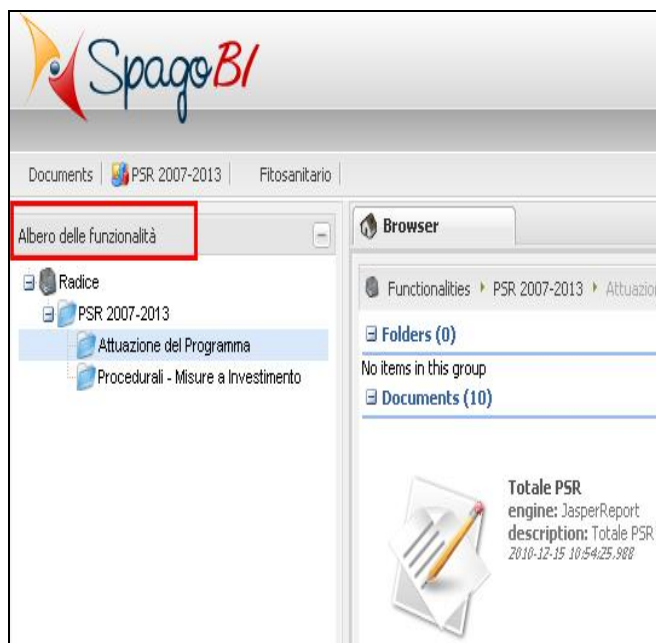 SpagoBI
Documents PSR 2007-2013 Fitosanitario
Albero delle funzionalità
Radice
PSR 2007-2013
Attuazione del Programma
Procedurali - Misure a Investimento
Browser
Functionalities PSR 2007-2013 Attuazion
Folders (0)
No items in this group
Documents (10)
Totale PSR
engine: JasperReport
description: Totale PSR
2010-12-15 10:54:25.988